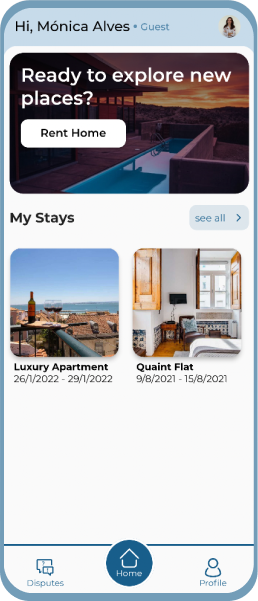 Hi, Mónica Alves • Guest
Ready to explore new
places?
Rent Home
My Stays
see all
Luxury Apartment
26/1/2022 - 29/1/2022
Quaint Flat
9/8/2021 - 15/8/2021
Disputes
Home
Profile